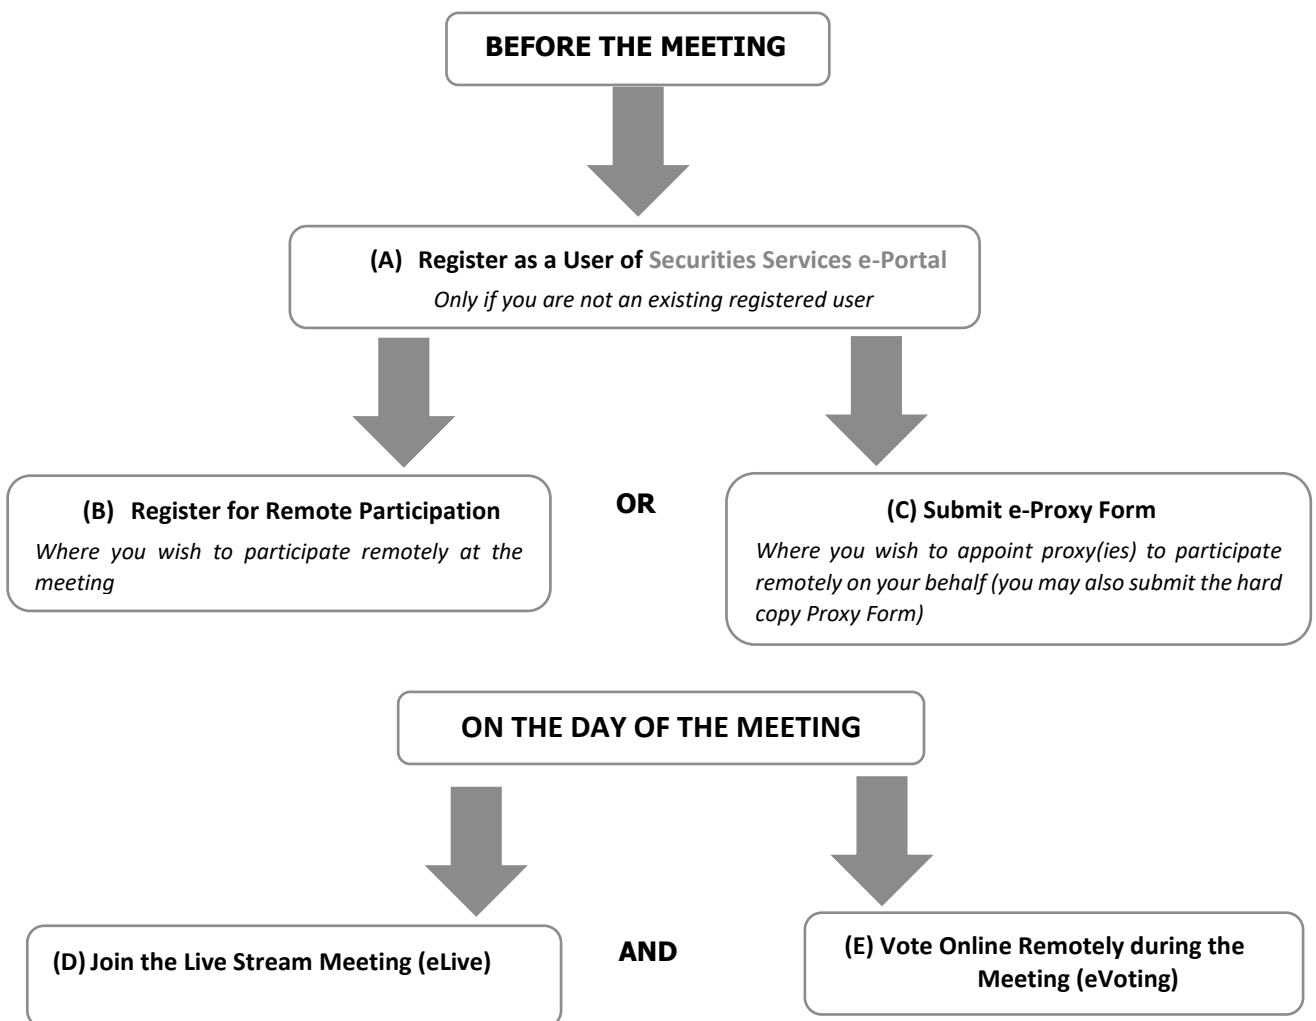 BEFORE THE MEETING
(A) Register as a User of Securities Services e-Portal
Only if you are not an existing registered user
(B) Register for Remote Participation
Where you wish to participate remotely at the
meeting
OR
(C) Submit e-Proxy Form
Where you wish to appoint proxy(ies) to participate
remotely on your behalf (you may also submit the hard
copy Proxy Form)
ON THE DAY OF THE MEETING
(D) Join the Live Stream Meeting (eLive)
AND
(E) Vote Online Remotely during the
Meeting (eVoting)